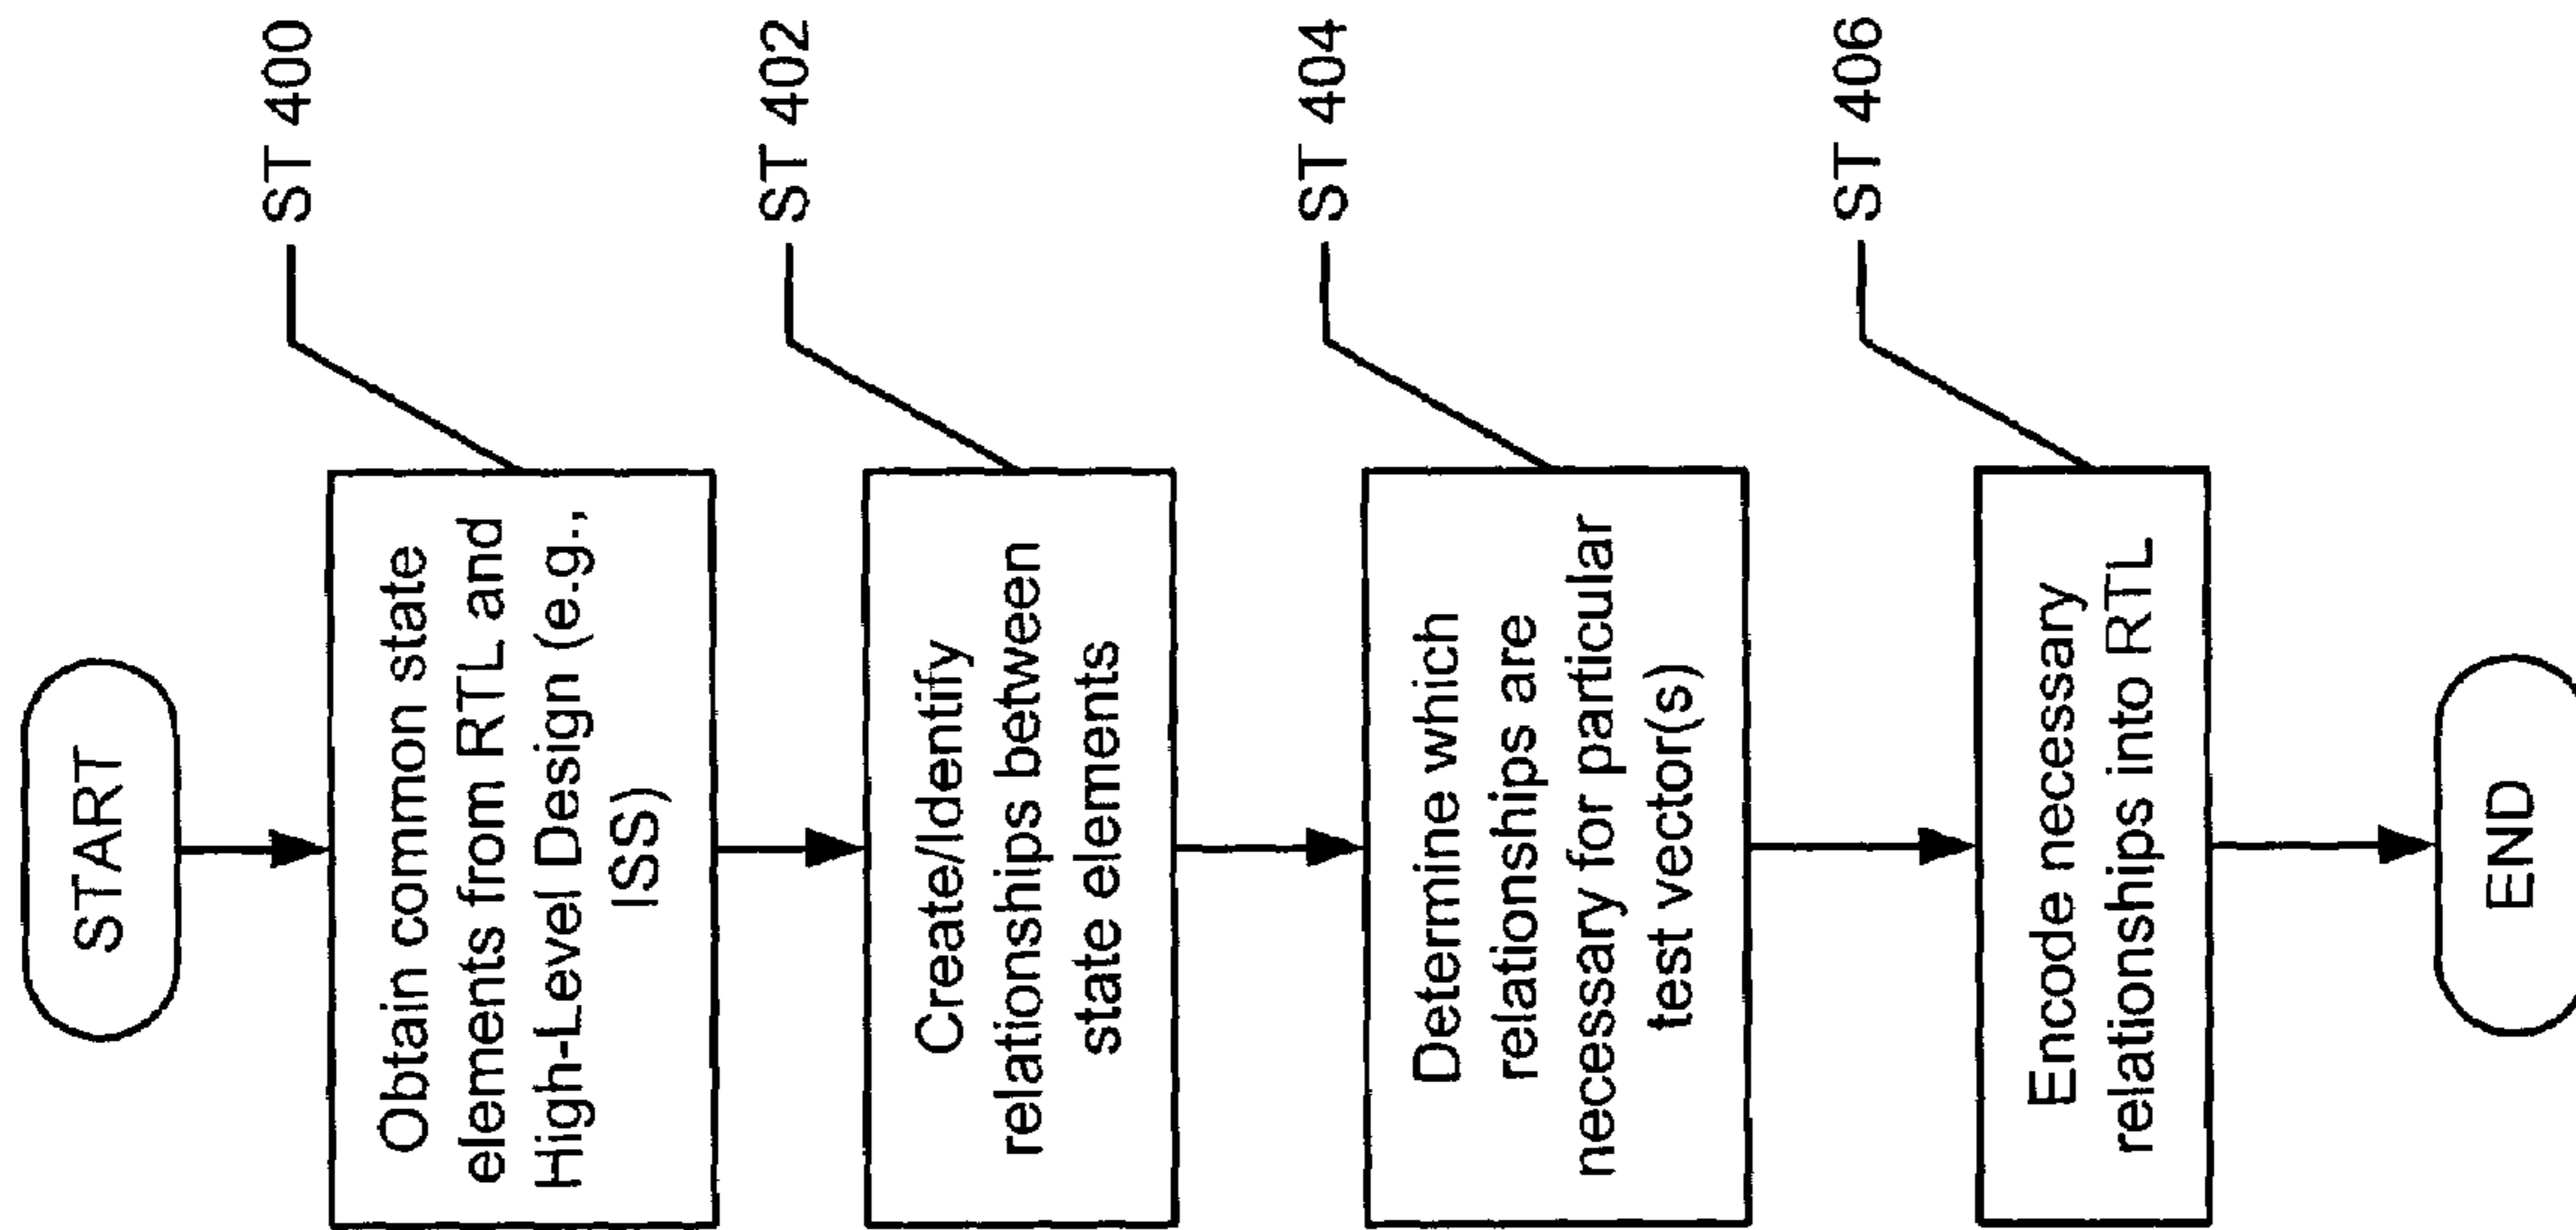 START
ST 400
Obtain common state
elements from RTL and
High-Level Design (e.g.,
ISS)
ST 402
Create/Identify
relationships between
state elements
ST 404
Determine which
relationships are
necessary for particular
test vector(s)
ST 406
Encode necessary
relationships into RTL
END